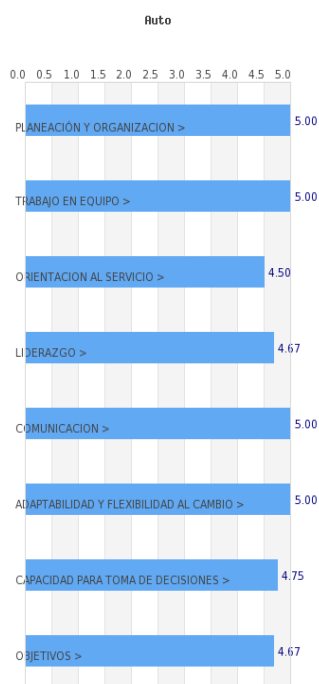 Auto
0.0 0.5 1.0 1.5 2.0 2.5 3.0 3.5 4.0 4.5 5.0
PLANEACIÓN Y ORGANIZACION > 5.00
TRABAJO EN EQUIPO > 5.00
ORIENTACION AL SERVICIO > 4.50
LIDERAZGO > 4.67
COMUNICACION > 5.00
ADAPTABILIDAD Y FLEXIBILIDAD AL CAMBIO > 5.00
CAPACIDAD PARA TOMA DE DECISIONES > 4.75
OBJETIVOS > 4.67